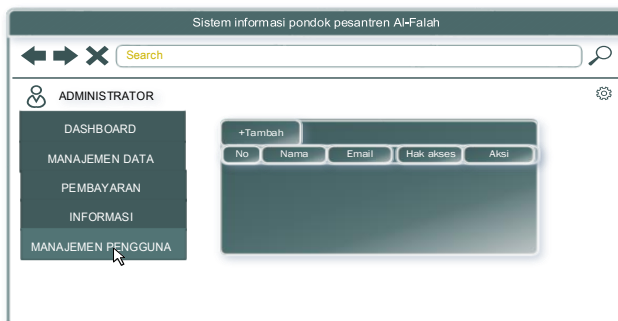 Sistem informasi pondok pesantren Al-Falah
Search
ADMINISTRATOR
DASHBOARD
MANAJEMEN DATA
PEMBAYARAN
INFORMASI
MANAJEMEN PENGGUNA
+Tambah
No Nama Email Hak akses Aksi